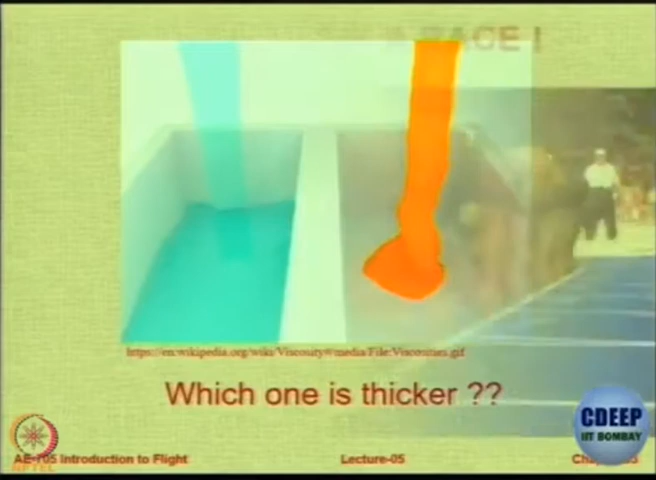 RACE !
https://en.wikipedia.org/wiki/Viscosity#/media/File:Viscosities.gif
Which one is thicker ??
CDEEP
IIT BOMBAY
NPTEL
AE-705 Introduction to Flight
Lecture-05